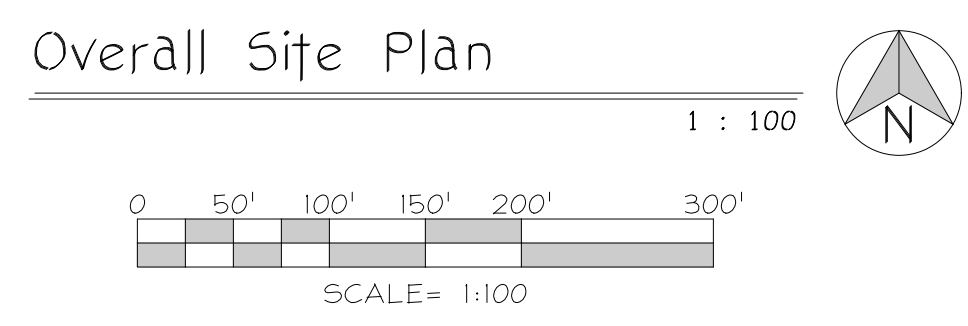 Overall Site Plan
1 : 100
N
0 50' 100' 150' 200' 300'
SCALE= 1:100